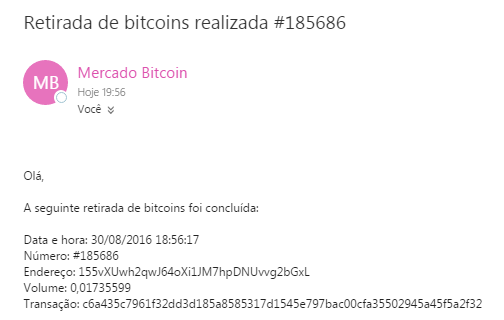 Retirada de bitcoins realizada #185686
MB
Mercado Bitcoin
Hoje 19:56
Você
Olá,
A seguinte retirada de bitcoins foi concluída:
Data e hora: 30/08/2016 18:56:17
Número: #185686
Endereço: 155vXUwh2qwJ64oXi1JM7hpDNUvvg2bGxL
Volume: 0,01735599
Transação: c6a435c7961f32dd3d185a8585317d1545e797bac00cfa35502945a45f5a2f32